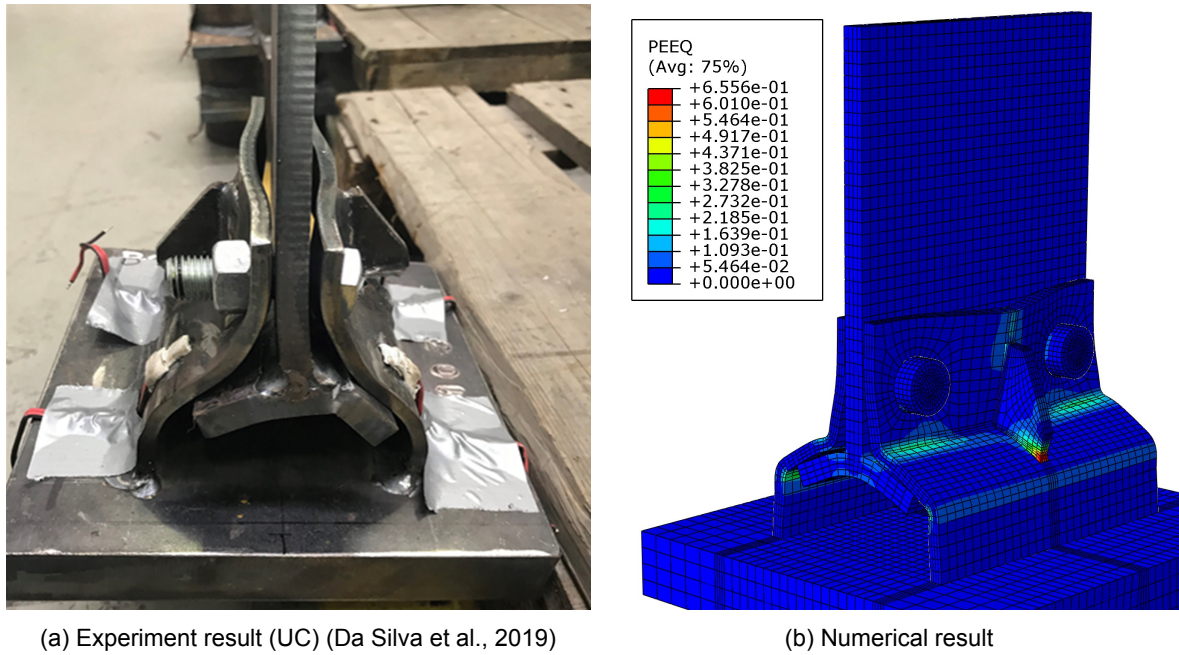 PEEQ
(Avg: 75%)
+6.556e-01
+6.010e-01
+5.464e-01
+4.917e-01
+4.371e-01
+3.825e-01
+3.278e-01
+2.732e-01
+2.185e-01
+1.639e-01
+1.093e-01
+5.464e-02
+0.000e+00
(a) Experiment result (UC) (Da Silva et al., 2019)
(b) Numerical result